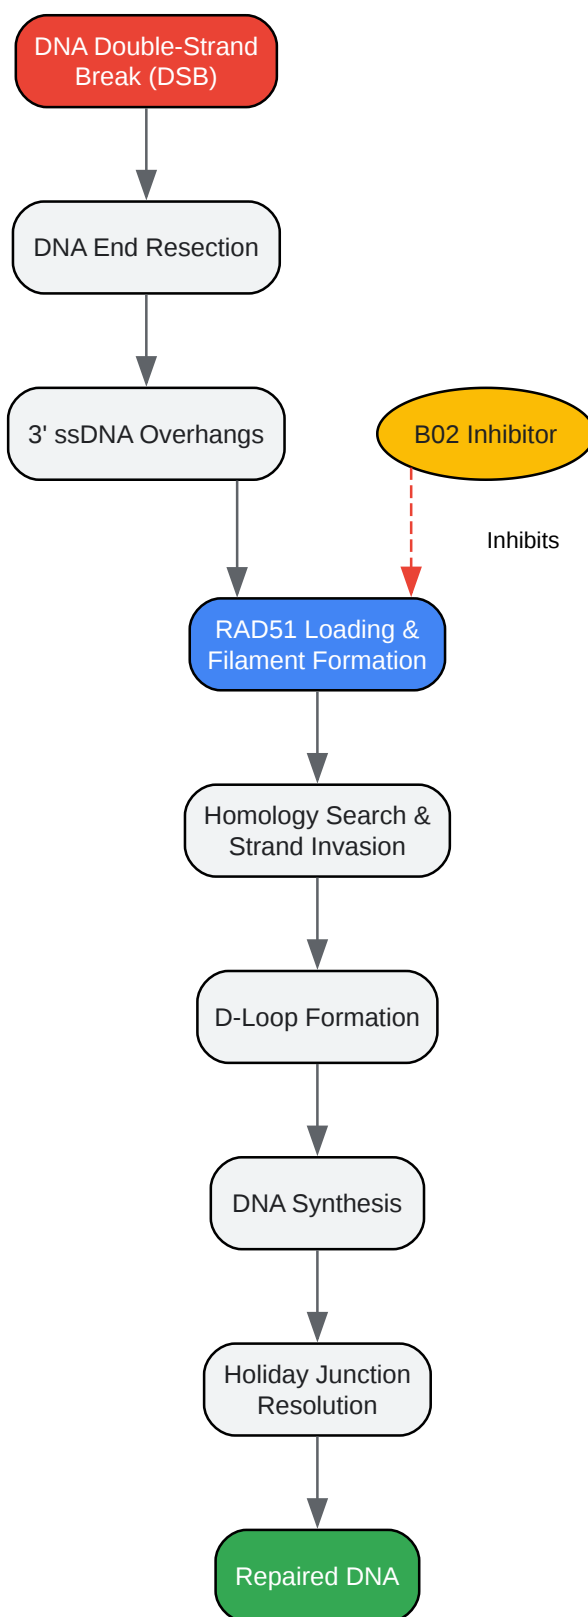 DNA Double-Strand
Break (DSB)
DNA End Resection
3' ssDNA Overhangs
B02 Inhibitor
Inhibits
RAD51 Loading &
Filament Formation
Homology Search &
Strand Invasion
D-Loop Formation
DNA Synthesis
Holiday Junction
Resolution
Repaired DNA